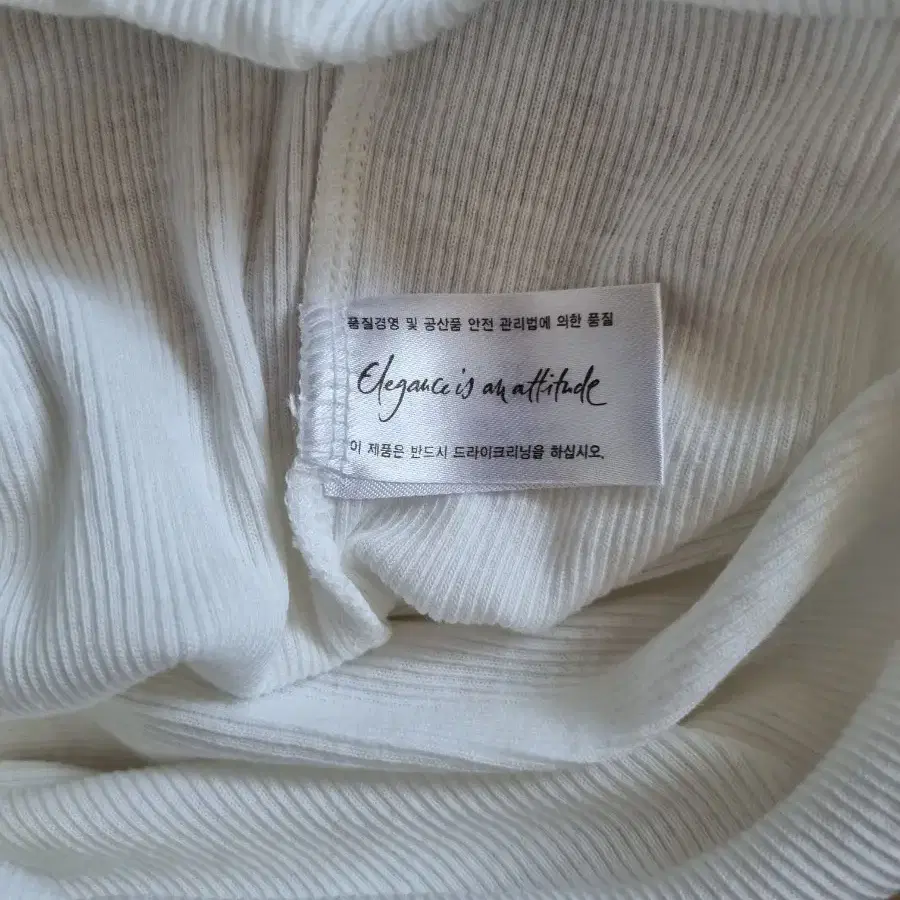 품질경영 및 공산품 안전 관리법에 의한 품질
Elegance is an attitude
이 제품은 반드시 드라이크리닝을 하십시오.